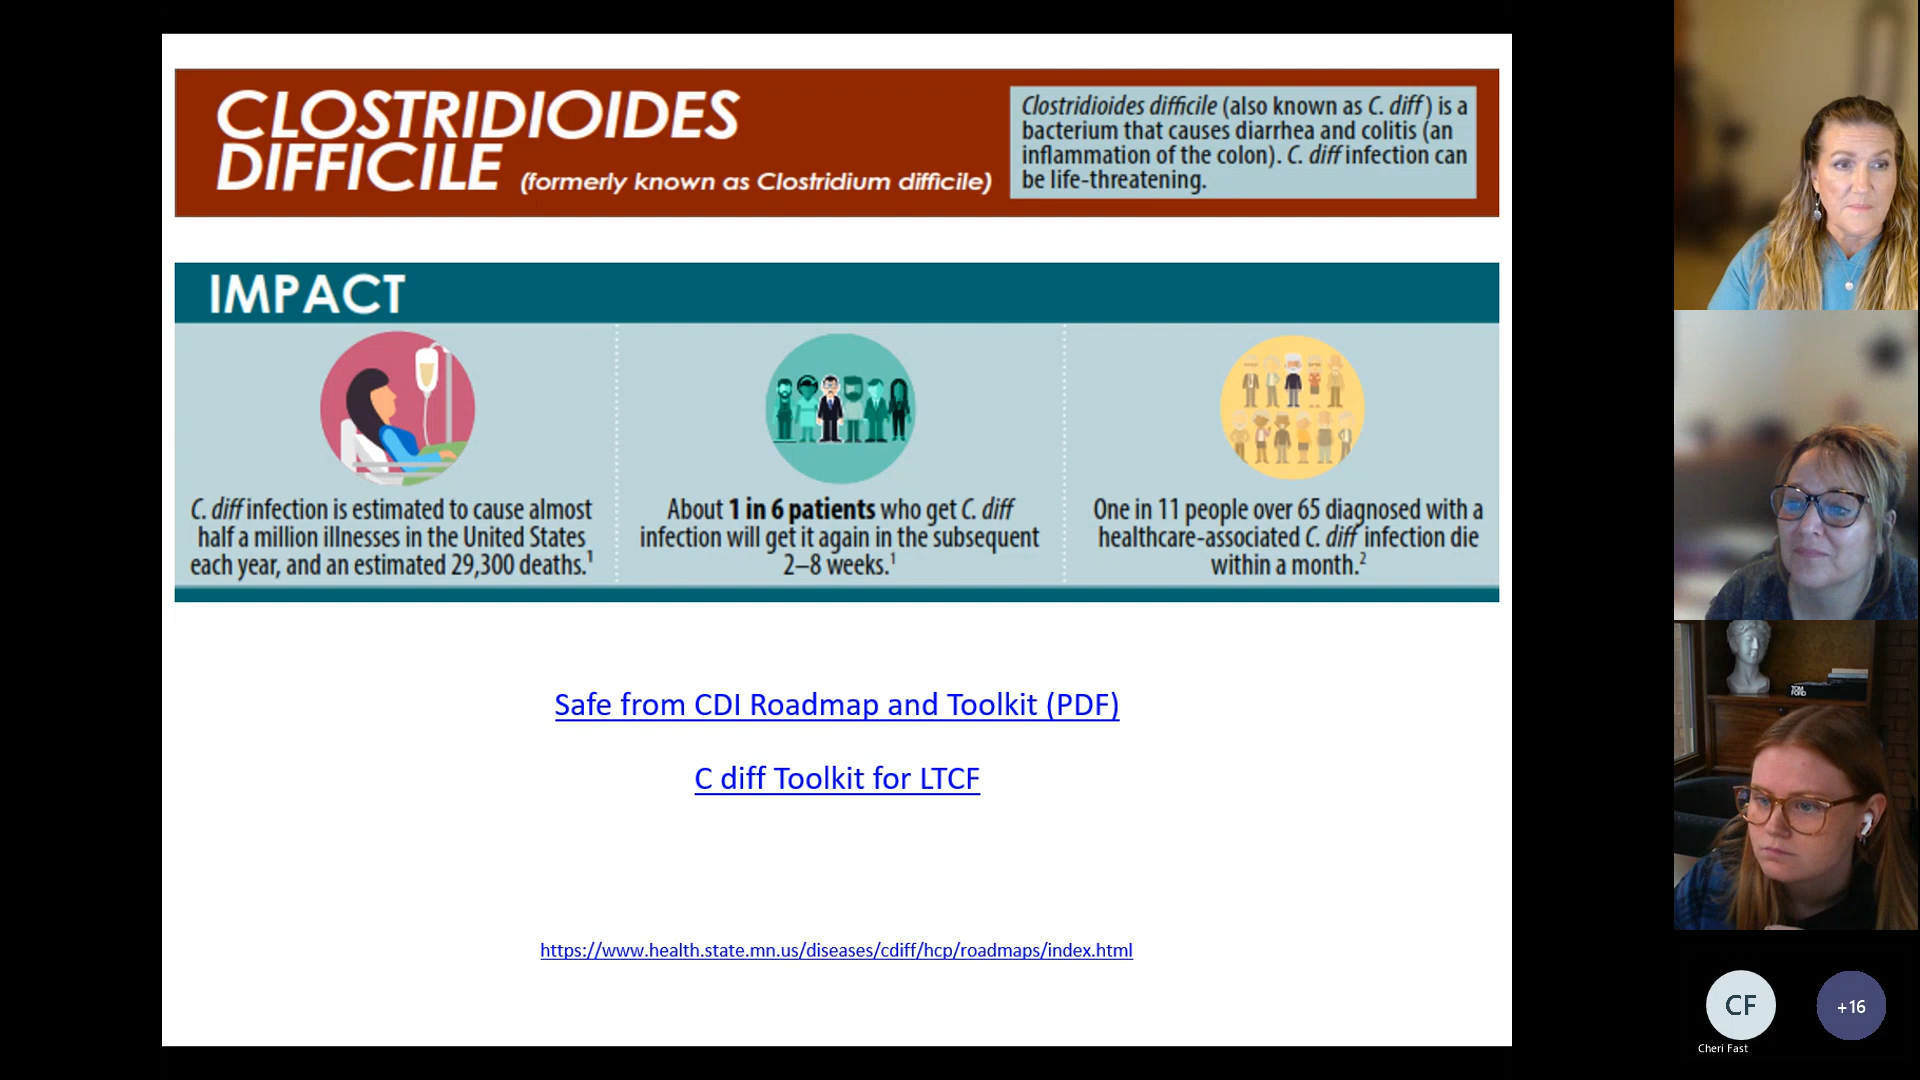 CLOSTRIDIOIDES
DIFFICILE (formerly known as Clostridium difficile)
Clostridioides difficile (also known as C. diff) is a
bacterium that causes diarrhea and colitis (an
inflammation of the colon). C. diff infection can
be life-threatening.
IMPACT
C. diff infection is estimated to cause almost
half a million illnesses in the United States
each year, and an estimated 29,300 deaths.¹
About 1 in 6 patients who get C. diff
infection will get it again in the subsequent
2–8 weeks.¹
One in 11 people over 65 diagnosed with a
healthcare-associated C. diff infection die
within a month.²
Safe from CDI Roadmap and Toolkit (PDF)
C diff Toolkit for LTCF
https://www.health.state.mn.us/diseases/cdiff/hcp/roadmaps/index.html
TOM FORD
CF
Cheri Fast
+16